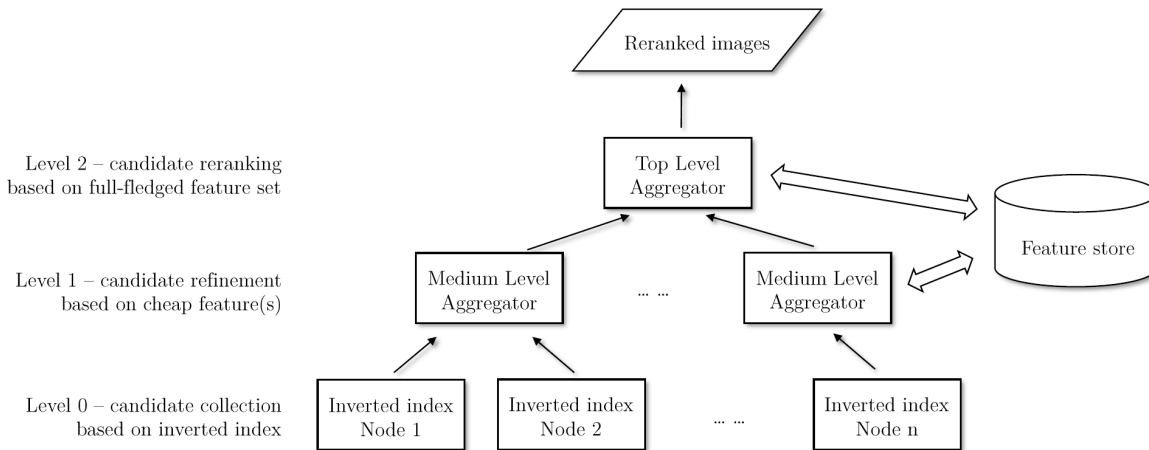 Reranked images
Level 2 – candidate reranking
based on full-fledged feature set
Top Level
Aggregator
Feature store
Level 1 – candidate refinement
based on cheap feature(s)
Medium Level
Aggregator
... ...
Medium Level
Aggregator
Level 0 – candidate collection
based on inverted index
Inverted index
Node 1
Inverted index
Node 2
... ...
Inverted index
Node n